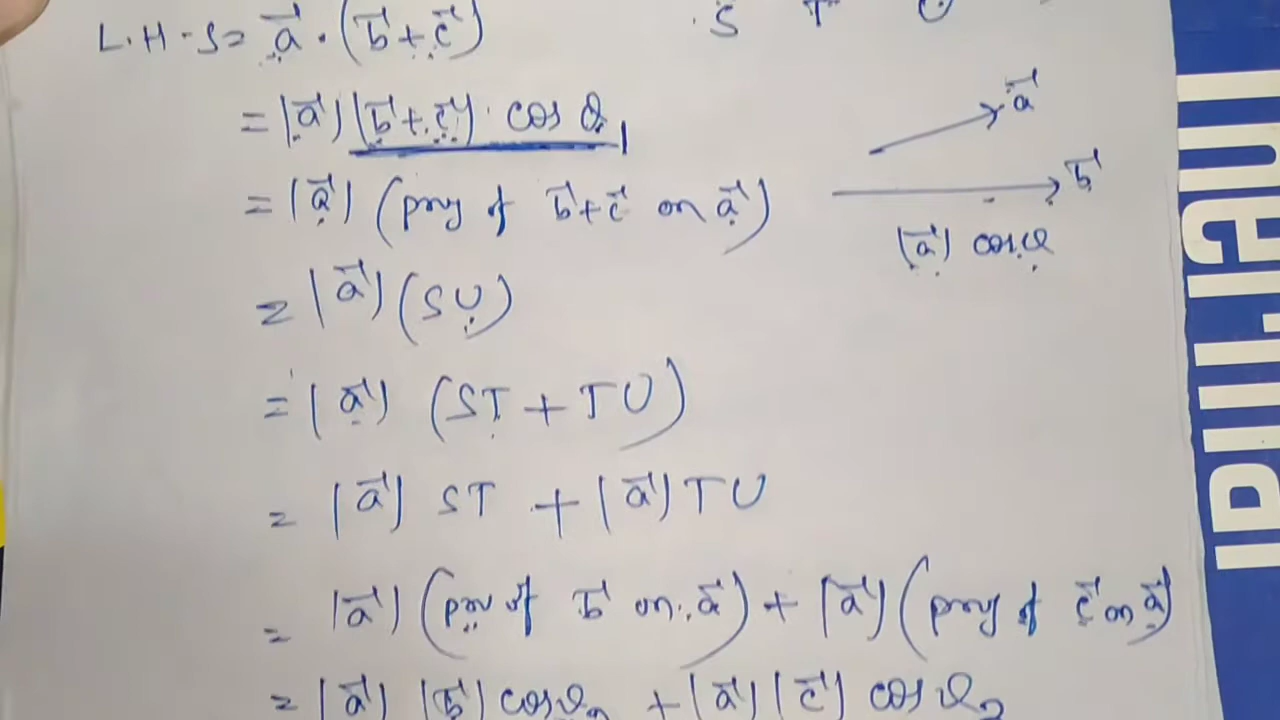 L.H.S = a⃗ · (b⃗ + c⃗)
S T U
= |a⃗| |b⃗ + c⃗| · cos θ₁
a⃗
b⃗
= |a⃗| (proj of b⃗ + c⃗ on a⃗)
|a⃗| cos θ
= |a⃗| (SU)
= |a⃗| (ST + TU)
= |a⃗| ST + |a⃗| TU
= |a⃗| (proj of b⃗ on a⃗) + |a⃗| (proj of c⃗ on a⃗)
= |a⃗| |b⃗| cos θ₂ + |a⃗| |c⃗| cos θ₃